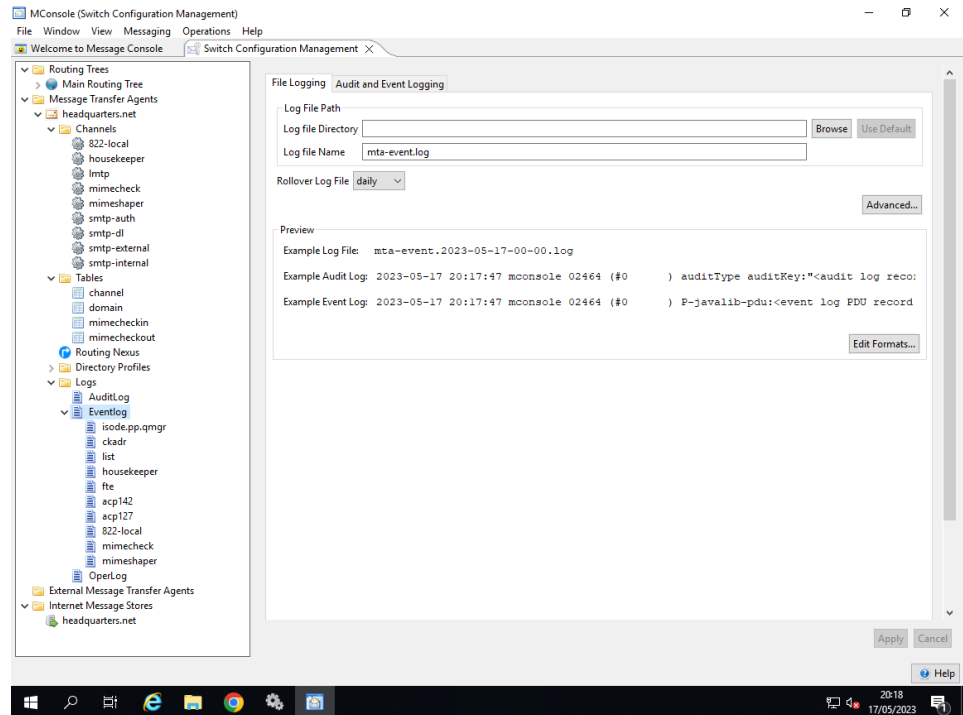 MConsole (Switch Configuration Management)
File Window View Messaging Operations Help
Welcome to Message Console
Switch Configuration Management
Routing Trees
Main Routing Tree
Message Transfer Agents
headquarters.net
Channels
822-local
housekeeper
lmtp
mimecheck
mimeshaper
smtp-auth
smtp-dl
smtp-external
smtp-internal
Tables
channel
domain
mimecheckin
mimecheckout
Routing Nexus
Directory Profiles
Logs
AuditLog
Eventlog
isode.pp.qmgr
ckadr
list
housekeeper
fte
acp142
acp127
822-local
mimecheck
mimeshaper
OperLog
External Message Transfer Agents
Internet Message Stores
headquarters.net
File Logging
Audit and Event Logging
Log File Path
Log file Directory
Browse
Use Default
Log file Name
mta-event.log
Rollover Log File
daily
Advanced...
Preview
Example Log File: mta-event.2023-05-17-00-00.log
Example Audit Log: 2023-05-17 20:17:47 mconsole 02464 (#0 ) auditType auditKey:"<audit log reco
Example Event Log: 2023-05-17 20:17:47 mconsole 02464 (#0 ) P-javalib-pdu:<event log PDU record
Edit Formats...
Apply
Cancel
Help
20:18
17/05/2023
1